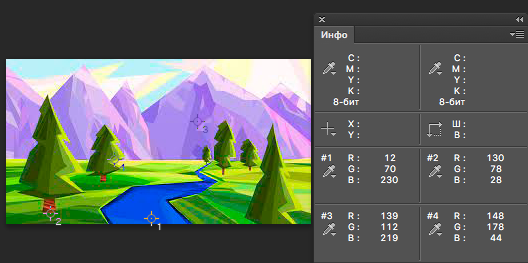 Инфо
C :
M :
Y :
K :
8-бит
C :
M :
Y :
K :
8-бит
X :
Y :
Ш :
В :
#1 R : 12
G : 70
B : 230
#2 R : 130
G : 78
B : 28
#3 R : 139
G : 112
B : 219
#4 R : 148
G : 178
B : 44
3
4
2
1